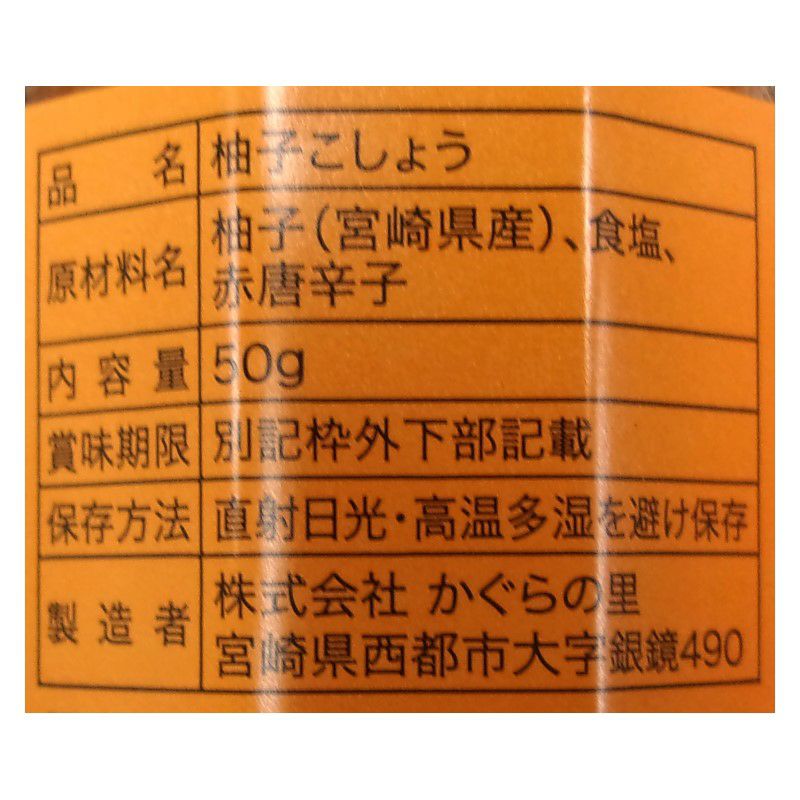 品名 柚子こしょう
原材料名 柚子(宮崎県産)、食塩、
赤唐辛子
内容量 50g
賞味期限 別記枠外下部記載
保存方法 直射日光・高温多湿を避け保存
製造者 株式会社 かぐらの里
宮崎県西都市大字銀鏡490